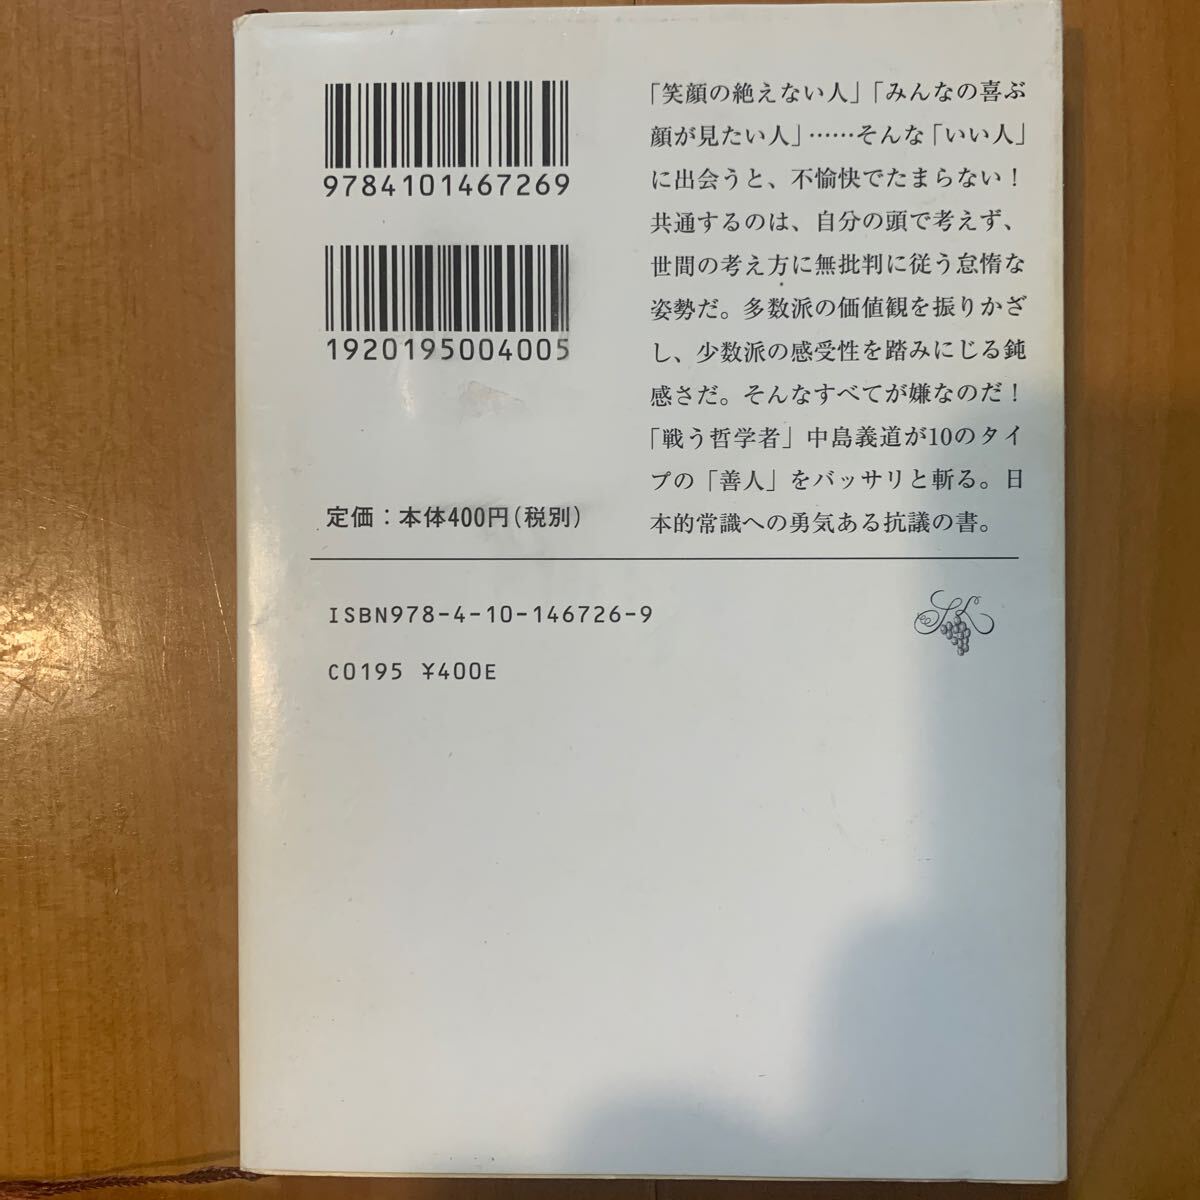 9784101467269
1920195004005
定価：本体400円（税別）
「笑顔の絶えない人」「みんなの喜ぶ
顔が見たい人」……そんな「いい人」
に出会うと、不愉快でたまらない！
共通するのは、自分の頭で考えず、
世間の考え方に無批判に従う怠惰な
姿勢だ。多数派の価値観を振りかざ
し、少数派の感受性を踏みにじる鈍
感さだ。そんなすべてが嫌なのだ！
「戦う哲学者」中島義道が10のタイ
プの「善人」をバッサリと斬る。日
本的常識への勇気ある抗議の書。
ISBN978-4-10-146726-9
C0195 ¥400E